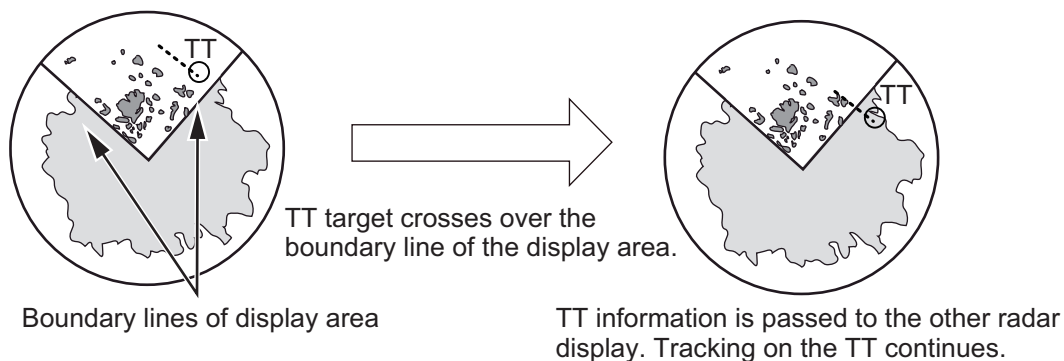 TT
TT
TT target crosses over the
boundary line of the display area.
Boundary lines of display area
TT information is passed to the other radar
display. Tracking on the TT continues.